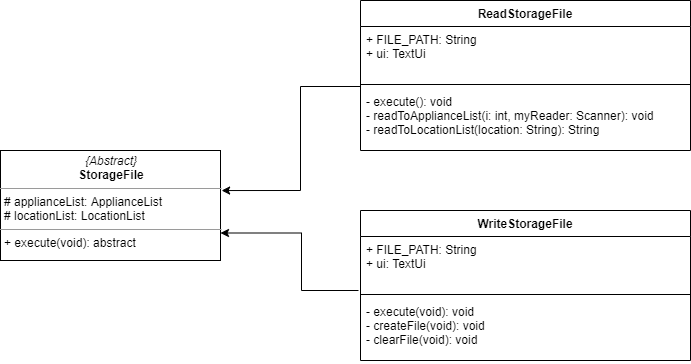 ReadStorageFile
+ FILE_PATH: String
+ ui: TextUi
- execute(): void
- readToApplianceList(i: int, myReader: Scanner): void
- readToLocationList(location: String): String
{Abstract}
StorageFile
# applianceList: ApplianceList
# locationList: LocationList
+ execute(void): abstract
WriteStorageFile
+ FILE_PATH: String
+ ui: TextUi
- execute(void): void
- createFile(void): void
- clearFile(void): void